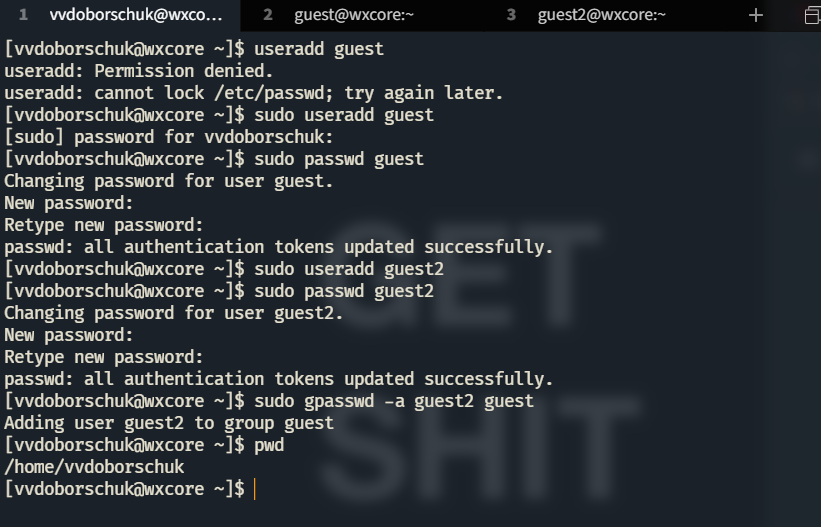 1 vvdoborschuk@wxco... 2 guest@wxcore:~ 3 guest2@wxcore:~ +
[vvdoborschuk@wxcore ~]$ useradd guest
useradd: Permission denied.
useradd: cannot lock /etc/passwd; try again later.
[vvdoborschuk@wxcore ~]$ sudo useradd guest
[sudo] password for vvdoborschuk:
[vvdoborschuk@wxcore ~]$ sudo passwd guest
Changing password for user guest.
New password:
Retype new password:
passwd: all authentication tokens updated successfully.
[vvdoborschuk@wxcore ~]$ sudo useradd guest2
[vvdoborschuk@wxcore ~]$ sudo passwd guest2
Changing password for user guest2.
New password:
Retype new password:
passwd: all authentication tokens updated successfully.
[vvdoborschuk@wxcore ~]$ sudo gpasswd -a guest2 guest
Adding user guest2 to group guest
[vvdoborschuk@wxcore ~]$ pwd
/home/vvdoborschuk
[vvdoborschuk@wxcore ~]$
GET
SHIT